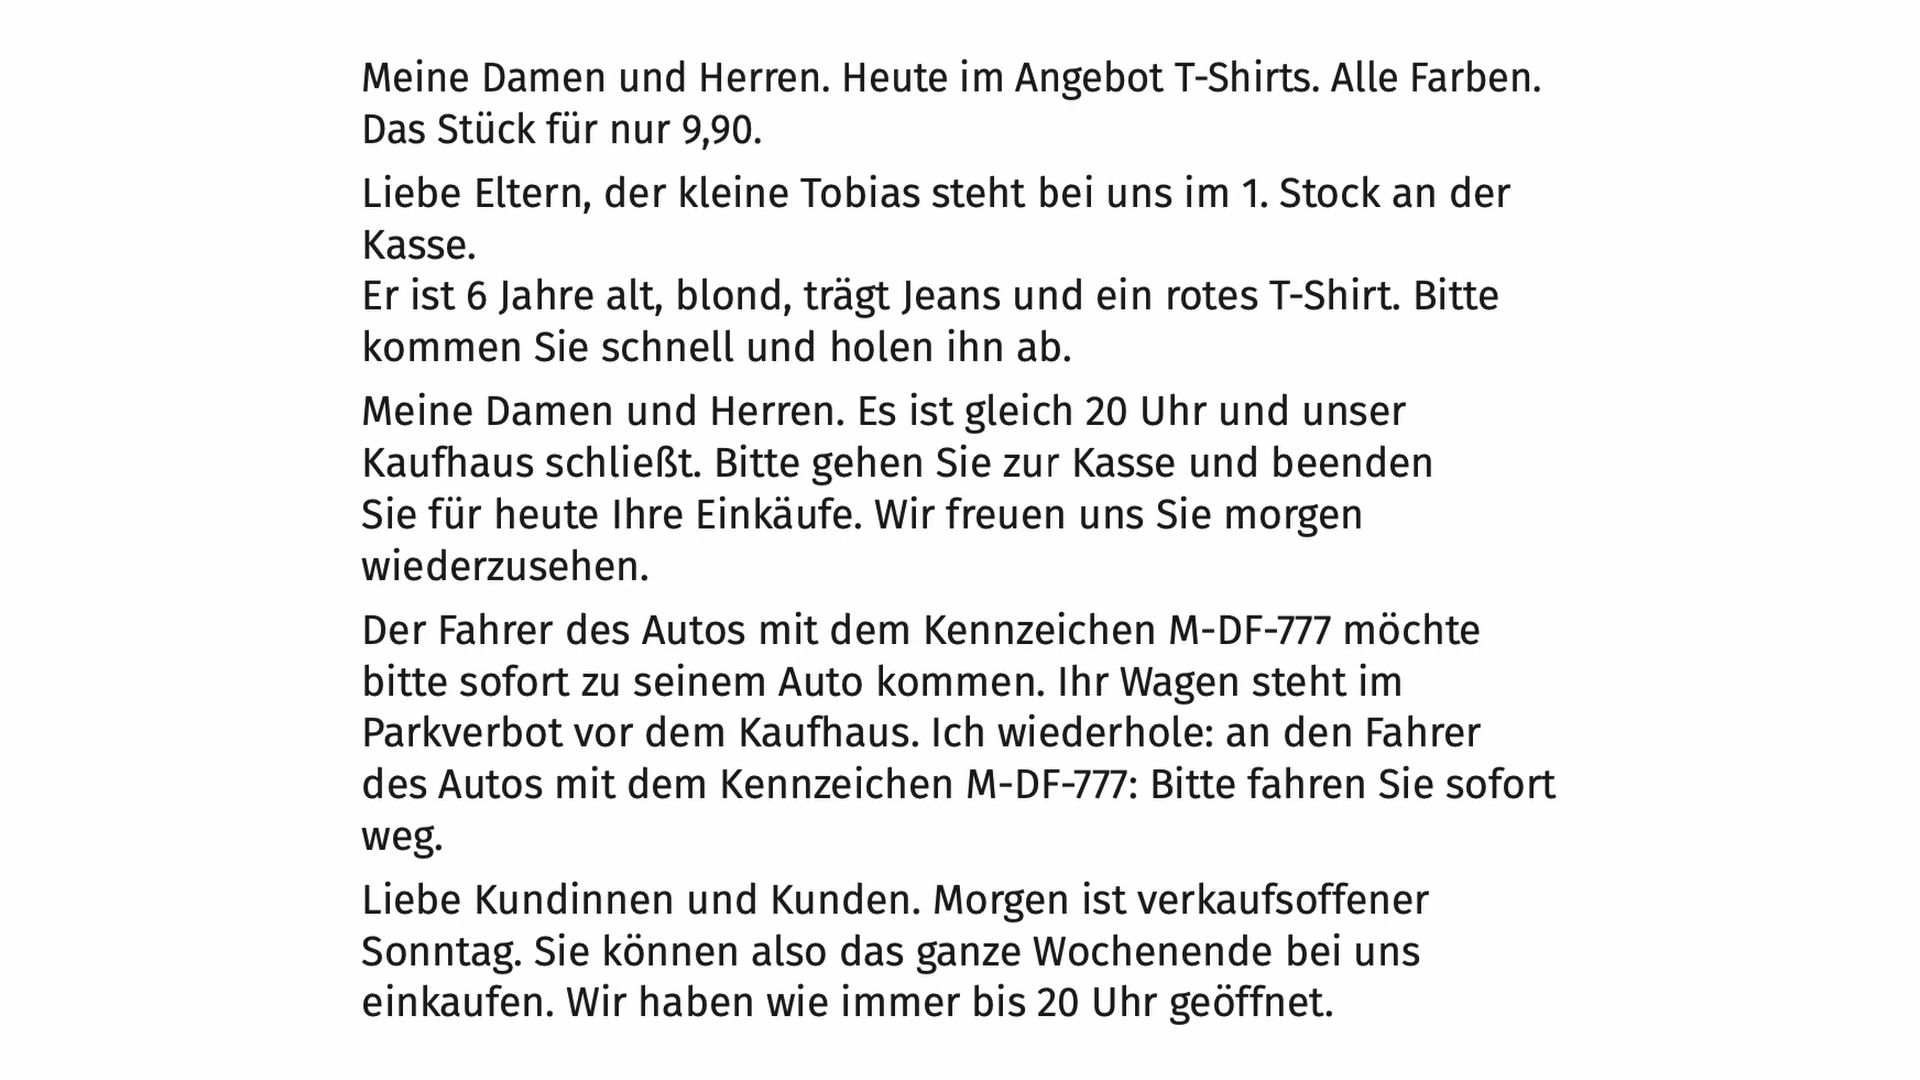 Meine Damen und Herren. Heute im Angebot T-Shirts. Alle Farben.
Das Stück für nur 9,90.
Liebe Eltern, der kleine Tobias steht bei uns im 1. Stock an der
Kasse.
Er ist 6 Jahre alt, blond, trägt Jeans und ein rotes T-Shirt. Bitte
kommen Sie schnell und holen ihn ab.
Meine Damen und Herren. Es ist gleich 20 Uhr und unser
Kaufhaus schließt. Bitte gehen Sie zur Kasse und beenden
Sie für heute Ihre Einkäufe. Wir freuen uns Sie morgen
wiederzusehen.
Der Fahrer des Autos mit dem Kennzeichen M-DF-777 möchte
bitte sofort zu seinem Auto kommen. Ihr Wagen steht im
Parkverbot vor dem Kaufhaus. Ich wiederhole: an den Fahrer
des Autos mit dem Kennzeichen M-DF-777: Bitte fahren Sie sofort
weg.
Liebe Kundinnen und Kunden. Morgen ist verkaufsoffener
Sonntag. Sie können also das ganze Wochenende bei uns
einkaufen. Wir haben wie immer bis 20 Uhr geöffnet.